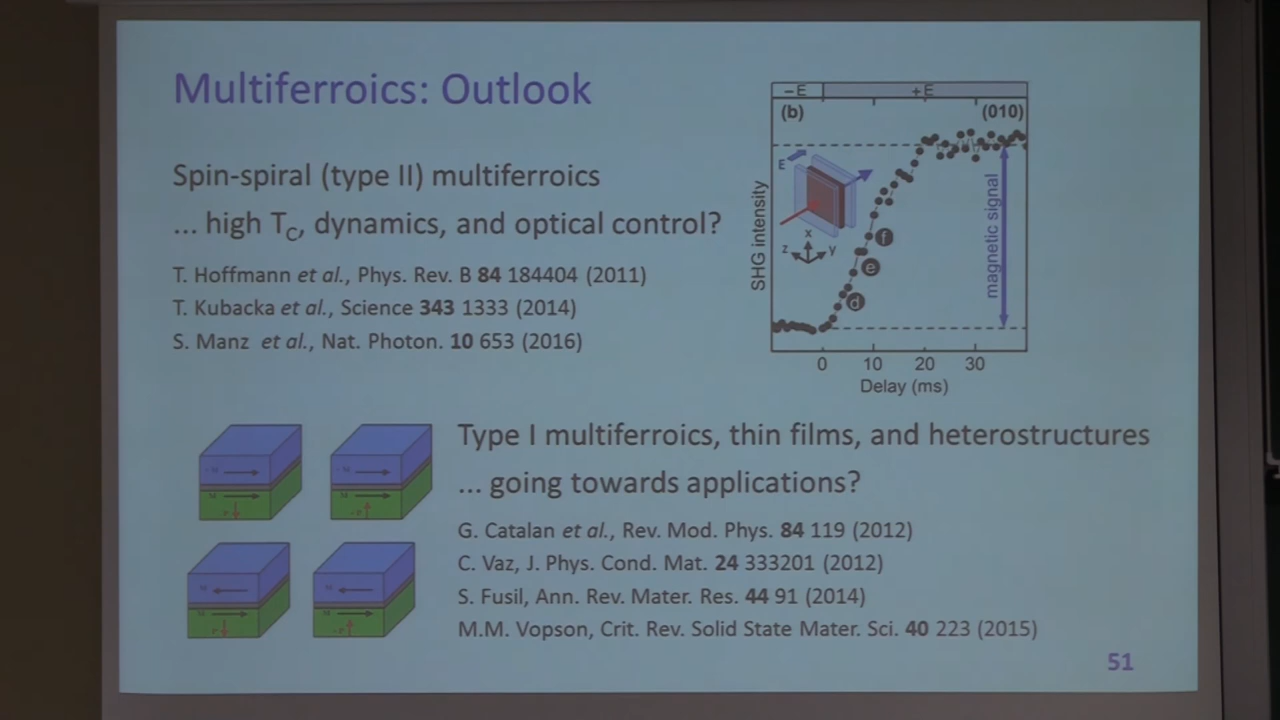 Multiferroics: Outlook
Spin-spiral (type II) multiferroics
... high TC, dynamics, and optical control?
T. Hoffmann et al., Phys. Rev. B 84 184404 (2011)
T. Kubacka et al., Science 343 1333 (2014)
S. Manz et al., Nat. Photon. 10 653 (2016)
−E +E
(b) (010)
E
x
z y
d
e
f
SHG intensity
magnetic signal
0 10 20 30
Delay (ms)
Type I multiferroics, thin films, and heterostructures
... going towards applications?
G. Catalan et al., Rev. Mod. Phys. 84 119 (2012)
C. Vaz, J. Phys. Cond. Mat. 24 333201 (2012)
S. Fusil, Ann. Rev. Mater. Res. 44 91 (2014)
M.M. Vopson, Crit. Rev. Solid State Mater. Sci. 40 223 (2015)
51